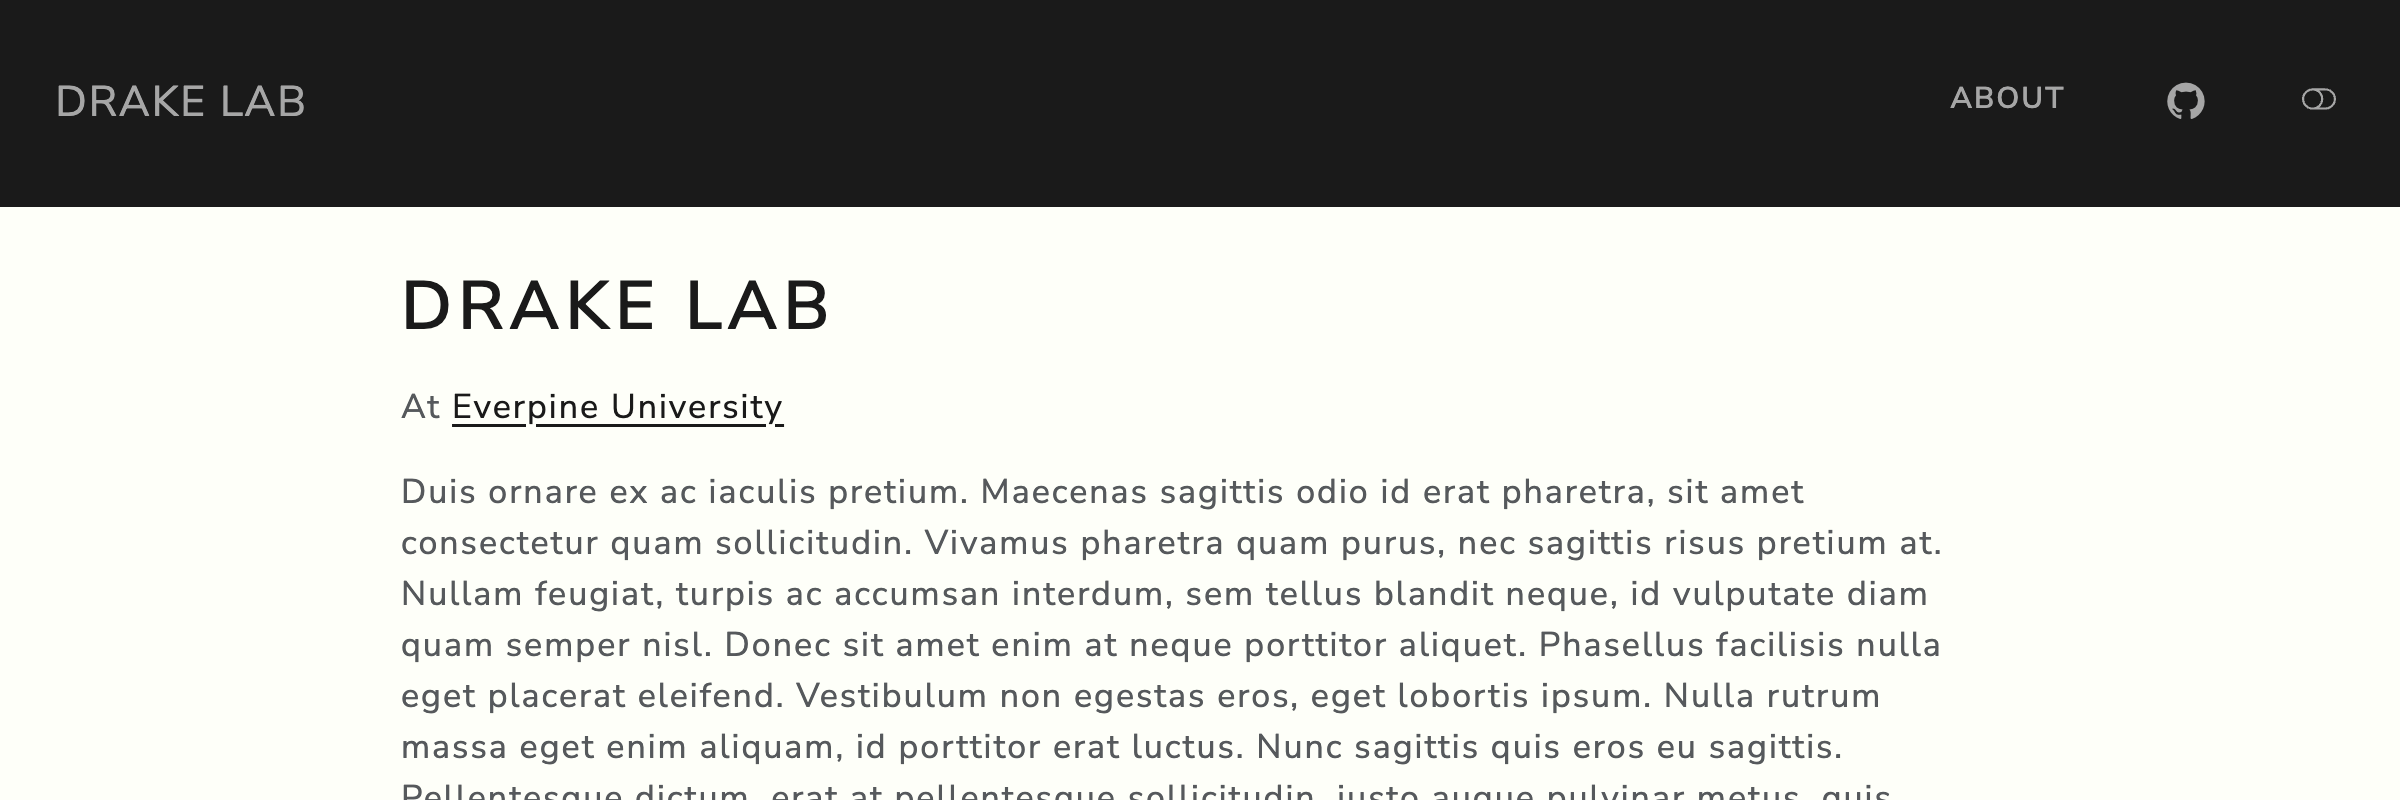 DRAKE LAB
ABOUT
DRAKE LAB
At Everpine University
Duis ornare ex ac iaculis pretium. Maecenas sagittis odio id erat pharetra, sit amet
consectetur quam sollicitudin. Vivamus pharetra quam purus, nec sagittis risus pretium at.
Nullam feugiat, turpis ac accumsan interdum, sem tellus blandit neque, id vulputate diam
quam semper nisl. Donec sit amet enim at neque porttitor aliquet. Phasellus facilisis nulla
eget placerat eleifend. Vestibulum non egestas eros, eget lobortis ipsum. Nulla rutrum
massa eget enim aliquam, id porttitor erat luctus. Nunc sagittis quis eros eu sagittis.
Pellentesque dictum, erat at pellentesque sollicitudin, justo augue pulvinar metus, quis